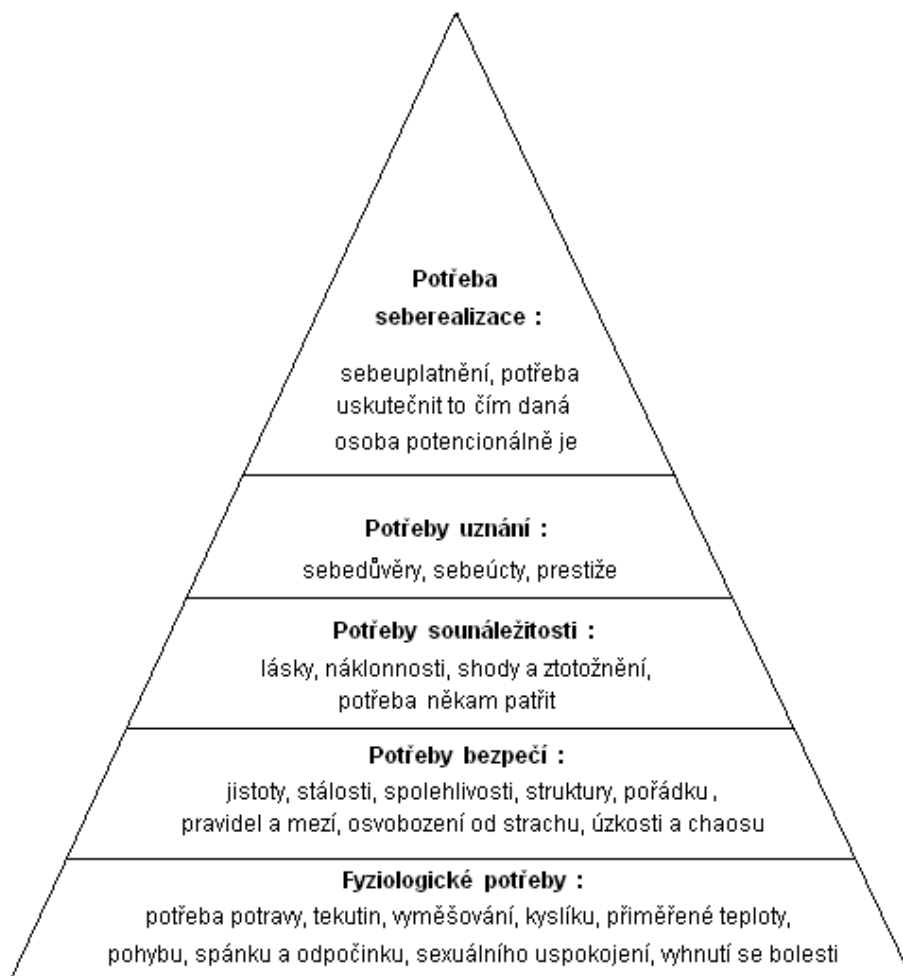 Potřeba
seberealizace :
sebeuplatnění, potřeba
uskutečnit to čím daná
osoba potencionálně je
Potřeby uznání :
sebedůvěry, sebeúcty, prestiže
Potřeby sounáležitosti :
lásky, náklonnosti, shody a ztotožnění,
potřeba někam patřit
Potřeby bezpečí :
jistoty, stálosti, spolehlivosti, struktury, pořádku ,
pravidel a mezí, osvobození od strachu, úzkosti a chaosu
Fyziologické potřeby :
potřeba potravy, tekutin, vyměšování, kyslíku, přiměřené teploty,
pohybu, spánku a odpočinku, sexuálního uspokojení, vyhnutí se bolesti